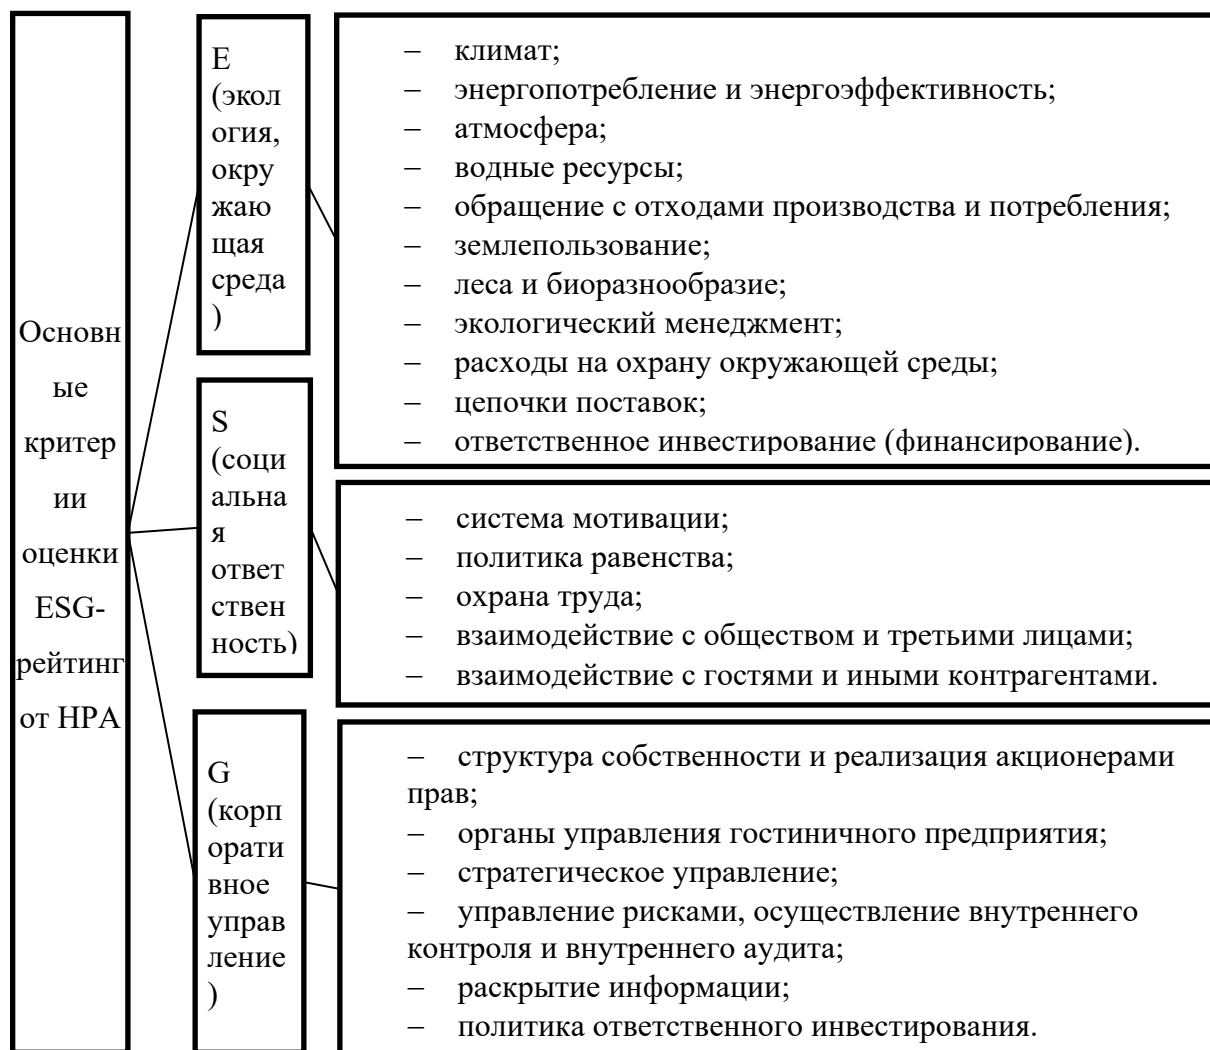 Основн
ые
критер
ии
оценки
ESG-
рейтинг
от НРА
E
(экол
огия,
окру
жаю
щая
среда
)
– климат;
– энергопотребление и энергоэффективность;
– атмосфера;
– водные ресурсы;
– обращение с отходами производства и потребления;
– землепользование;
– леса и биоразнообразие;
– экологический менеджмент;
– расходы на охрану окружающей среды;
– цепочки поставок;
– ответственное инвестирование (финансирование).
S
(соци
альна
я
ответ
ствен
ность)
– система мотивации;
– политика равенства;
– охрана труда;
– взаимодействие с обществом и третьими лицами;
– взаимодействие с гостями и иными контрагентами.
G
(корп
орати
вное
управ
ление
)
– структура собственности и реализация акционерами
прав;
– органы управления гостиничного предприятия;
– стратегическое управление;
– управление рисками, осуществление внутреннего
контроля и внутреннего аудита;
– раскрытие информации;
– политика ответственного инвестирования.